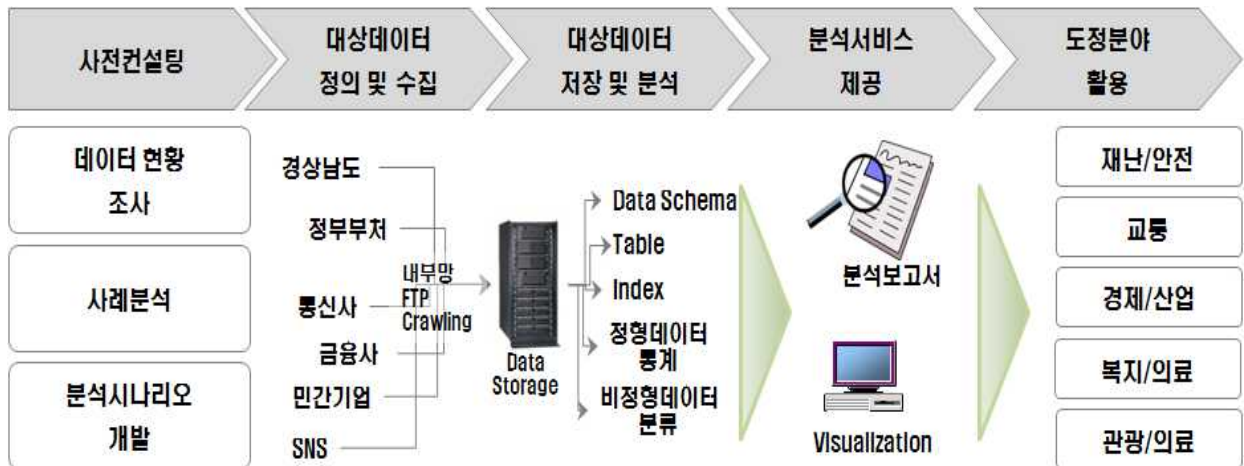 사전컨설팅
대상데이터
정의 및 수집
대상데이터
저장 및 분석
분석서비스
제공
도정분야
활용
데이터 현황
조사
사례분석
분석시나리오
개발
경상남도
정부부처
통신사
금융사
민간기업
SNS
내부망
FTP
Crawling
Data
Storage
Data Schema
Table
Index
정형데이터
통계
비정형데이터
분류
분석보고서
Visualization
재난/안전
교통
경제/산업
복지/의료
관광/의료